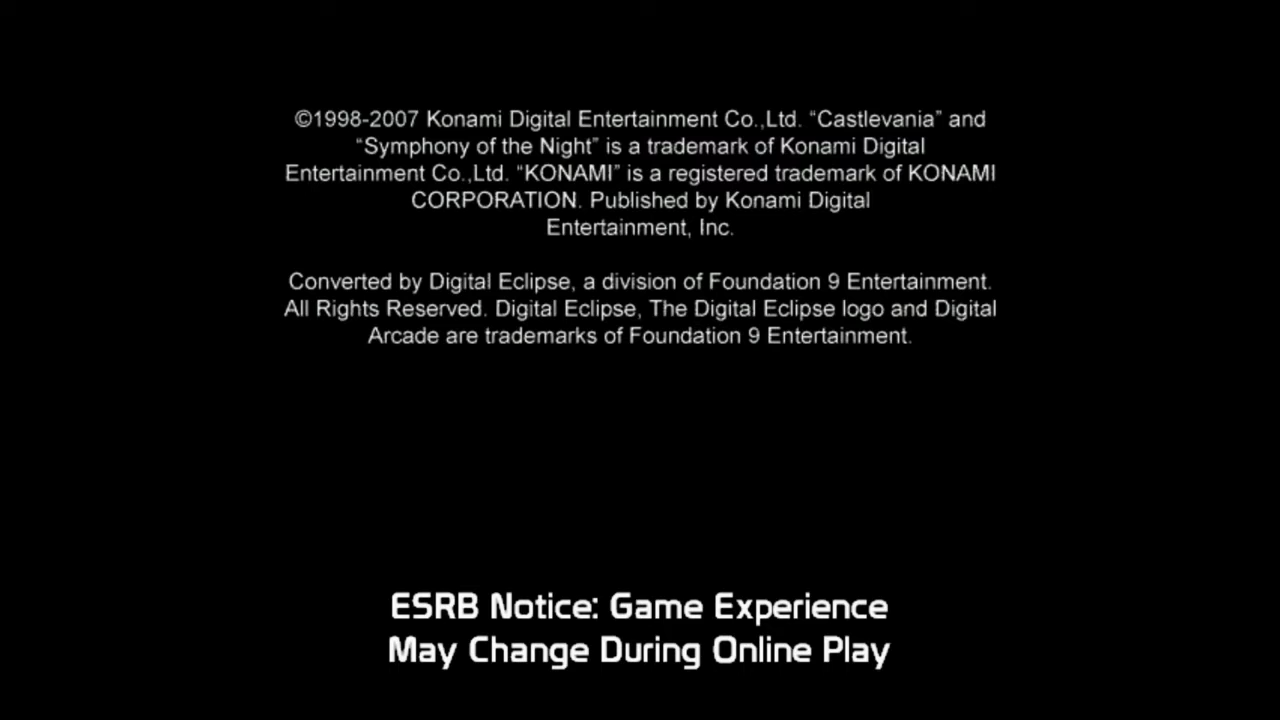 ©1998-2007 Konami Digital Entertainment Co.,Ltd. “Castlevania” and
“Symphony of the Night” is a trademark of Konami Digital
Entertainment Co.,Ltd. “KONAMI” is a registered trademark of KONAMI
CORPORATION. Published by Konami Digital
Entertainment, Inc.
Converted by Digital Eclipse, a division of Foundation 9 Entertainment.
All Rights Reserved. Digital Eclipse, The Digital Eclipse logo and Digital
Arcade are trademarks of Foundation 9 Entertainment.
ESRB Notice: Game Experience
May Change During Online Play